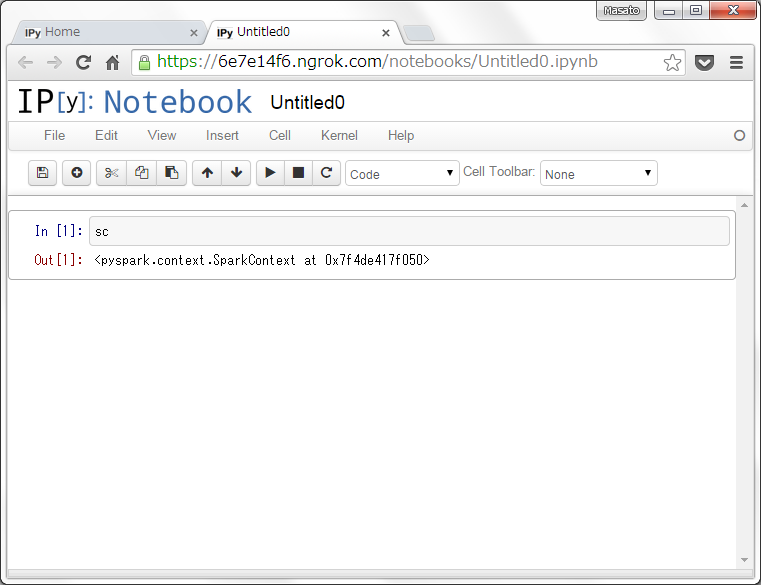 Masato
IPy Home
IPy Untitled0
https://6e7e14f6.ngrok.com/notebooks/Untitled0.ipynb
IP[y]: Notebook Untitled0
File Edit View Insert Cell Kernel Help
Code Cell Toolbar: None
In [1]: sc
Out[1]: <pyspark.context.SparkContext at 0x7f4de417f050>